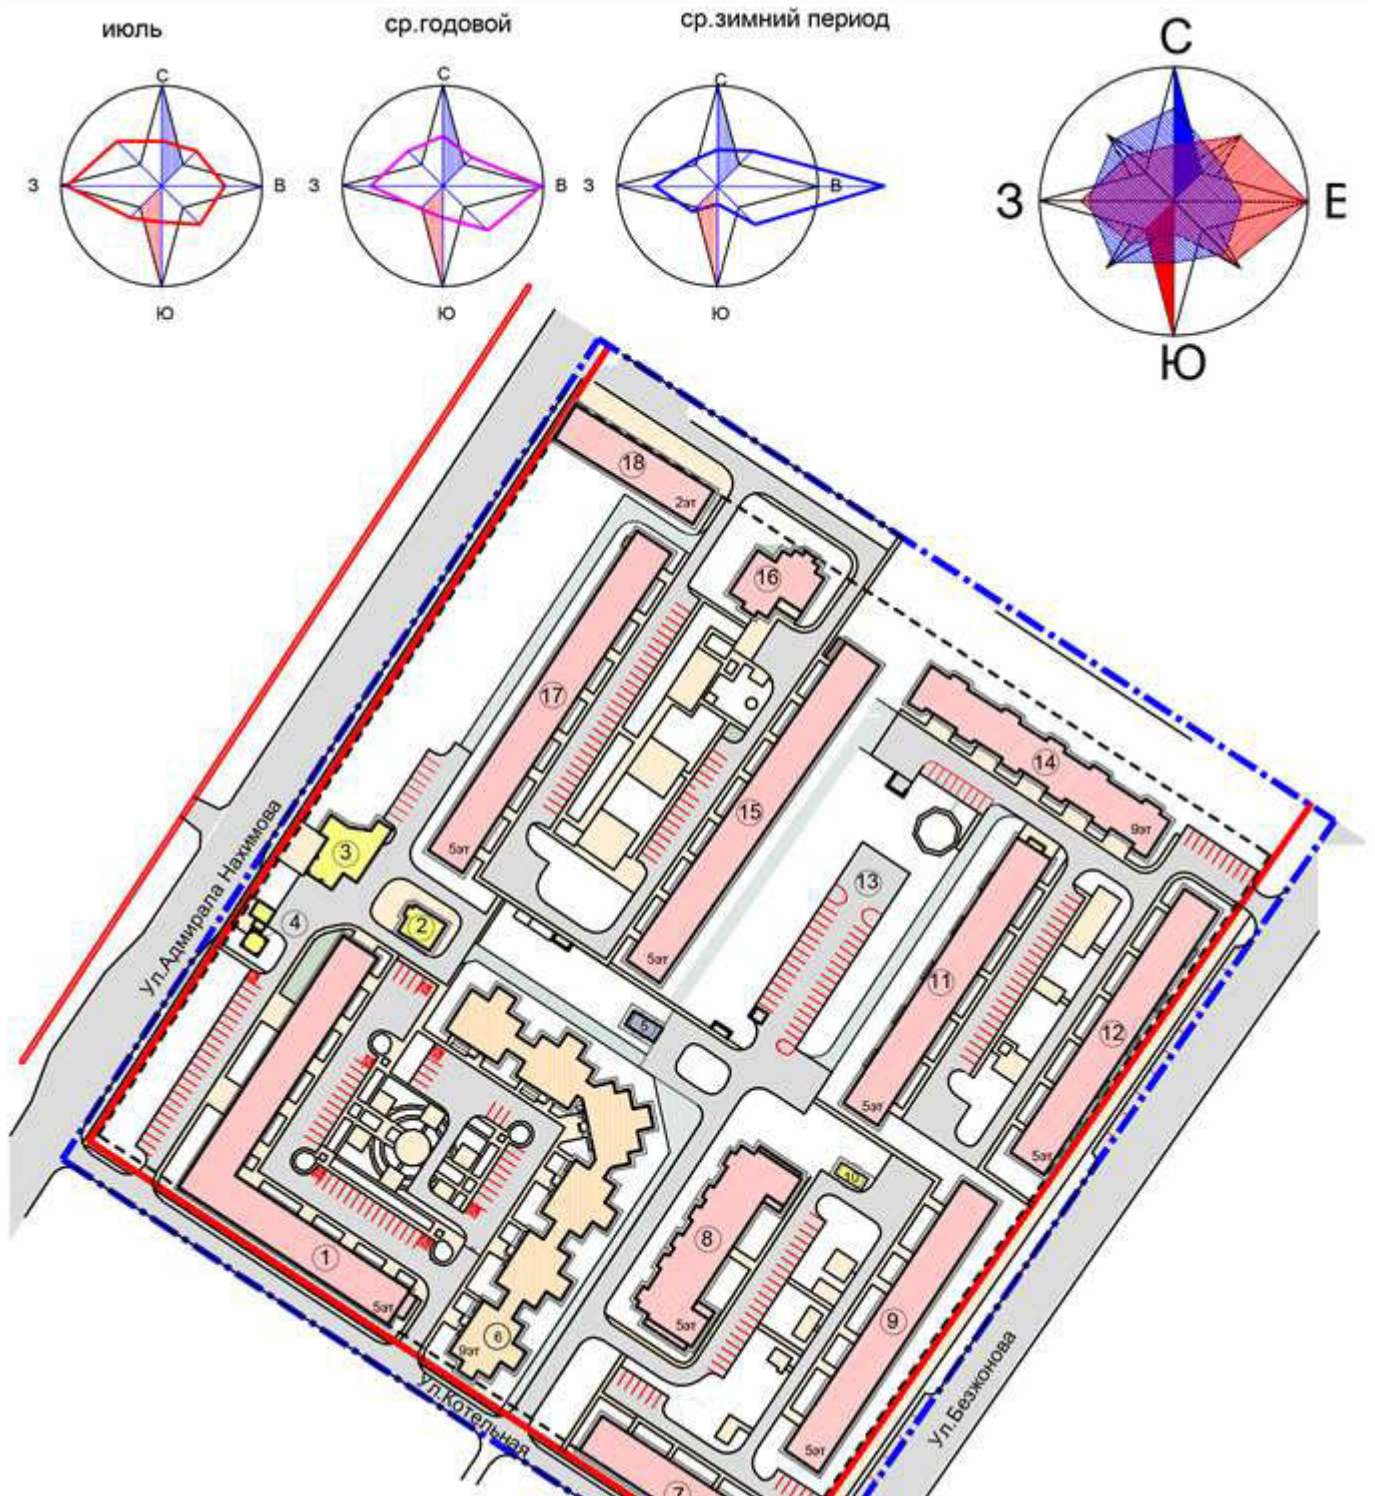 июль
ср.годовой
ср.зимний период
С
С
С
С
З
В
З
В
З
В
З
Е
Ю
Ю
Ю
Ю
18
2эт
16
17
5эт
15
5эт
14
9эт
13
3
2
4
Ул.Адмирала Нахимова
11
5эт
12
5эт
5
1
5эт
6
9эт
8
5эт
10
9
5эт
Ул.Котельная
Ул.Безжонова
7